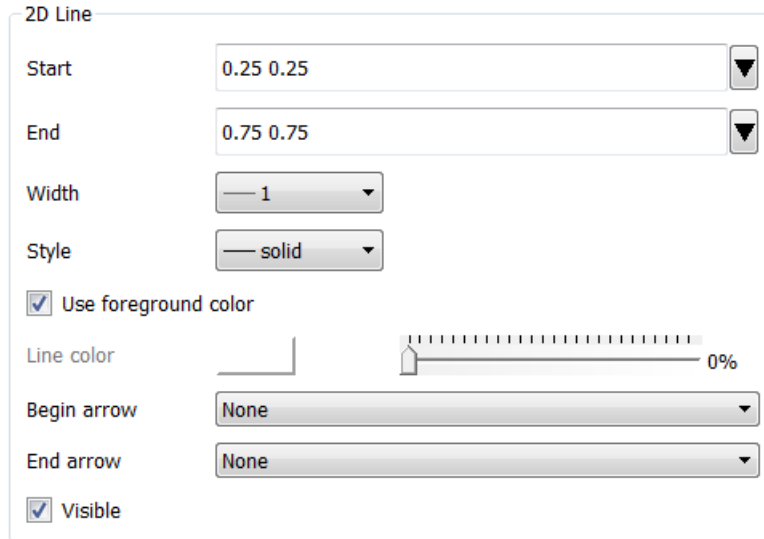 2D Line
Start 0.25 0.25
End 0.75 0.75
Width 1
Style solid
Use foreground color
Line color 0%
Begin arrow None
End arrow None
Visible